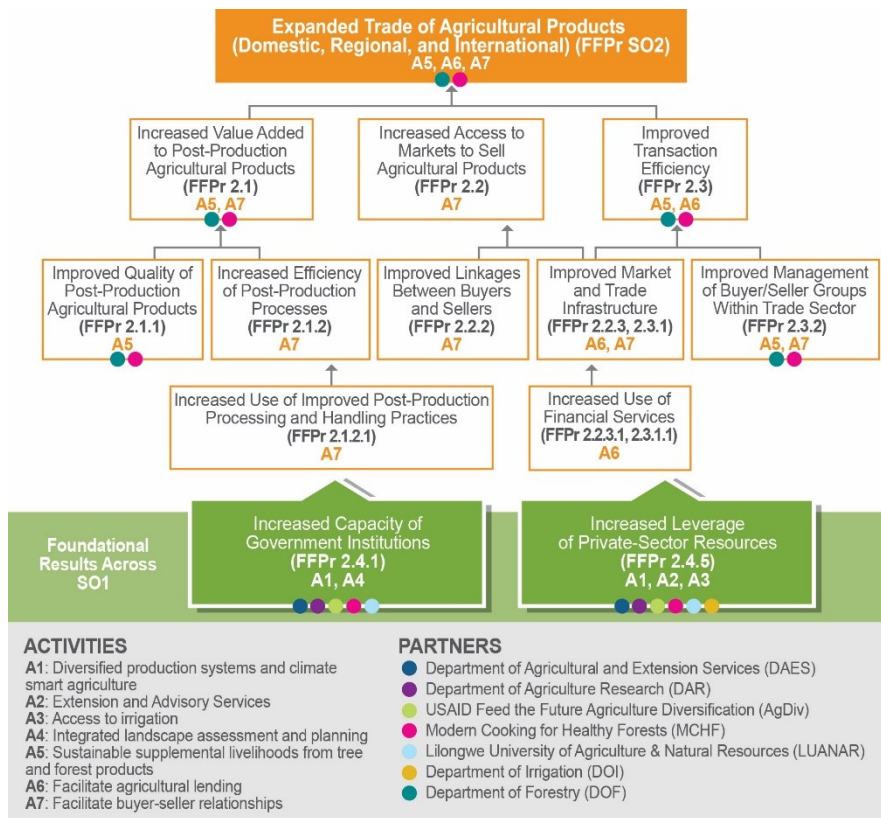 Expanded Trade of Agricultural Products
(Domestic, Regional, and International) (FFPr SO2)
A5, A6, A7
Increased Value Added
to Post-Production
Agricultural Products
(FFPr 2.1)
A5, A7
Increased Access to
Markets to Sell
Agricultural Products
(FFPr 2.2)
A7
Improved
Transaction
Efficiency
(FFPr 2.3)
A5, A6
Improved Quality of
Post-Production
Agricultural Products
(FFPr 2.1.1)
A5
Increased Efficiency
of Post-Production
Processes
(FFPr 2.1.2)
A7
Improved Linkages
Between Buyers
and Sellers
(FFPr 2.2.2)
A7
Improved Market
and Trade
Infrastructure
(FFPr 2.2.3, 2.3.1)
A6, A7
Improved Management
of Buyer/Seller Groups
Within Trade Sector
(FFPr 2.3.2)
A5, A7
Increased Use of Improved Post-Production
Processing and Handling Practices
(FFPr 2.1.2.1)
A7
Increased Use of
Financial Services
(FFPr 2.2.3.1, 2.3.1.1)
A6
Foundational
Results Across
SO1
Increased Capacity of
Government Institutions
(FFPr 2.4.1)
A1, A4
Increased Leverage
of Private-Sector Resources
(FFPr 2.4.5)
A1, A2, A3
ACTIVITIES
A1: Diversified production systems and climate
smart agriculture
A2: Extension and Advisory Services
A3: Access to irrigation
A4: Integrated landscape assessment and planning
A5: Sustainable supplemental livelihoods from tree
and forest products
A6: Facilitate agricultural lending
A7: Facilitate buyer-seller relationships
PARTNERS
Department of Agricultural and Extension Services (DAES)
Department of Agriculture Research (DAR)
USAID Feed the Future Agriculture Diversification (AgDiv)
Modern Cooking for Healthy Forests (MCHF)
Lilongwe University of Agriculture & Natural Resources (LUANAR)
Department of Irrigation (DOI)
Department of Forestry (DOF)